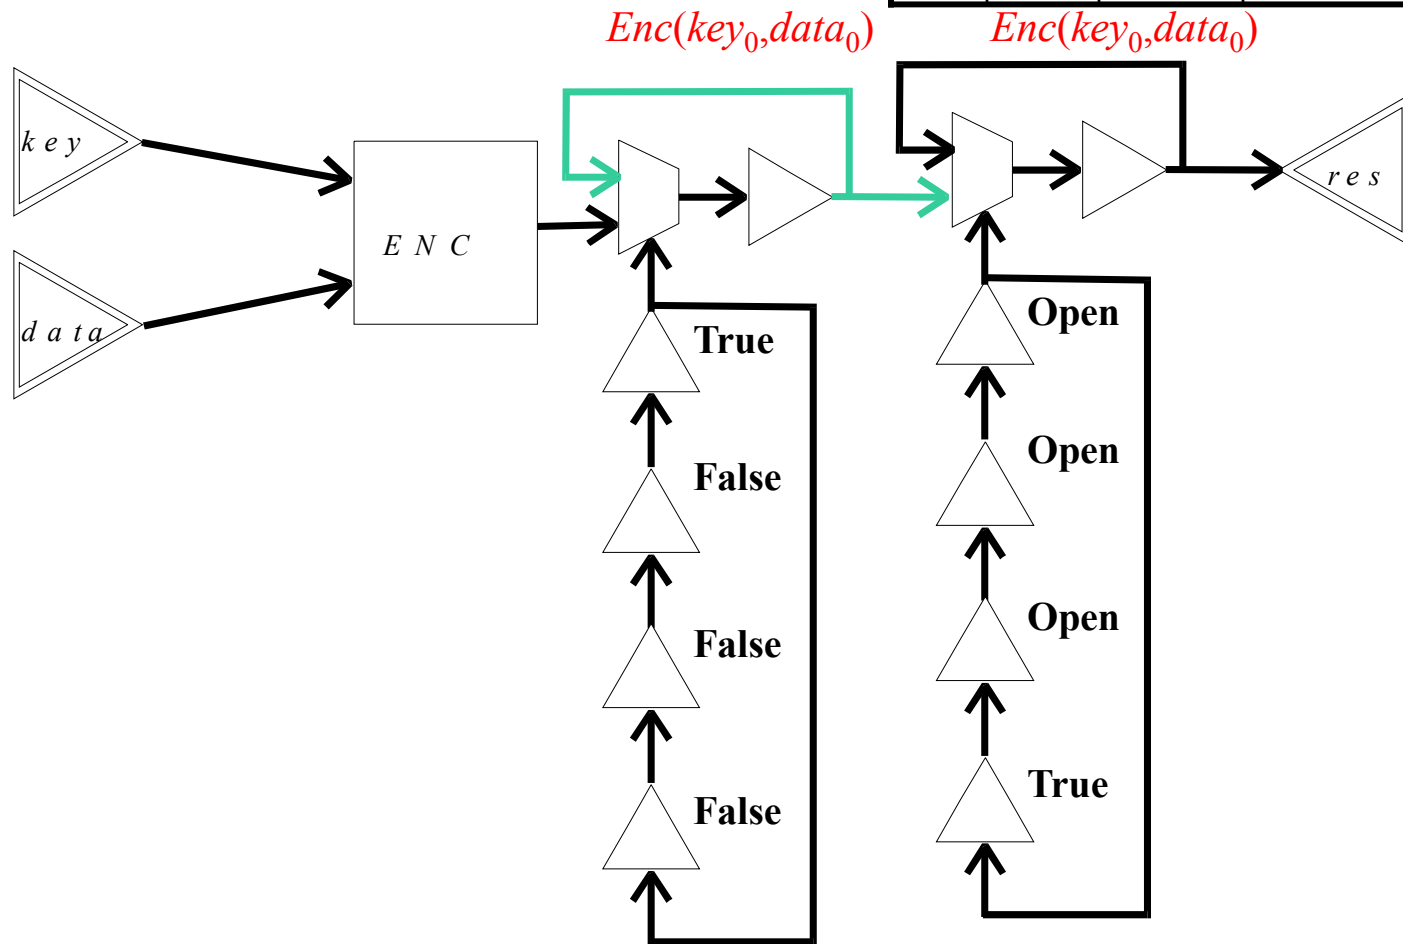 Enc(key₀,data₀) Enc(key₀,data₀)
key
res
ENC
data
Open
True
Open
False
Open
False
True
False